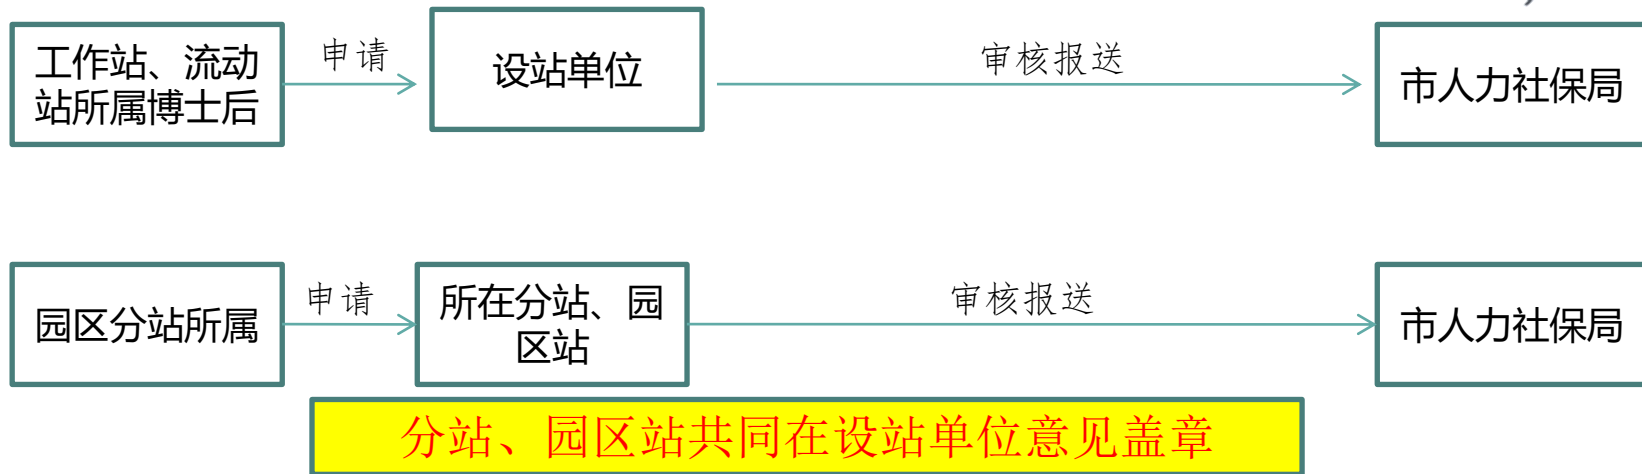 工作站、流动
站所属博士后
申请
设站单位
审核报送
市人力社保局
园区分站所属
申请
所在分站、园
区站
审核报送
市人力社保局
分站、园区站共同在设站单位意见盖章